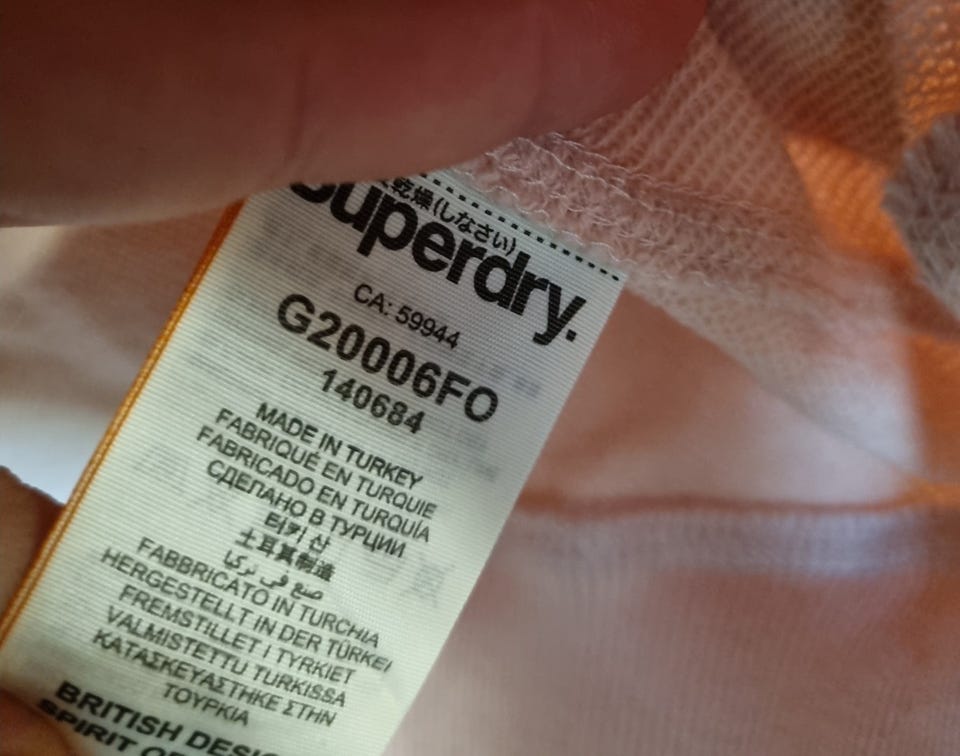 乾燥(しなさい)
Superdry.
CA: 59944
G20006FO
140684
MADE IN TURKEY
FABRIQUÉ EN TURQUIE
FABRICADO EN TURQUÍA
СДЕЛАНО В ТУРЦИИ
터키 산
土耳其制造
صنع في تركيا
FABBRICATO IN TURCHIA
HERGESTELLT IN DER TÜRKEI
FREMSTILLET I TYRKIET
VALMISTETTU TURKISSA
ΚΑΤΑΣΚΕΥΑΣΤΗΚΕ ΣΤΗΝ
ΤΟΥΡΚΙΑ
BRITISH
SPIRIT